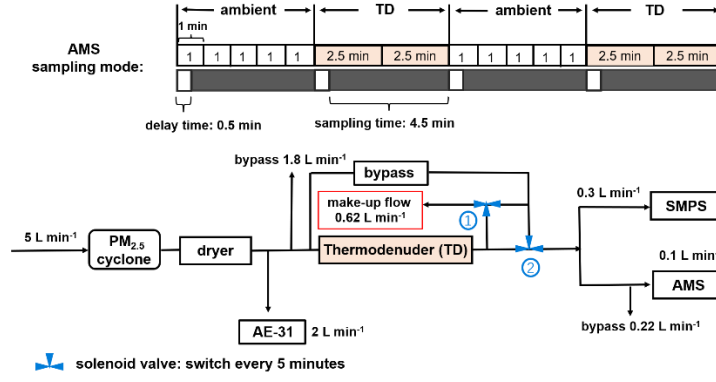 ambient TD ambient TD
1 min
AMS
sampling mode:
1 1 1 1 1 2.5 min 2.5 min 1 1 1 1 1 2.5 min 2.5 min
delay time: 0.5 min
sampling time: 4.5 min
bypass 1.8 L min⁻¹
bypass
make-up flow
0.62 L min⁻¹
①
0.3 L min⁻¹
SMPS
5 L min⁻¹
PM₂.₅
cyclone
dryer
Thermodenuder (TD)
②
0.1 L min⁻¹
AMS
bypass 0.22 L min⁻¹
AE-31
2 L min⁻¹
solenoid valve: switch every 5 minutes